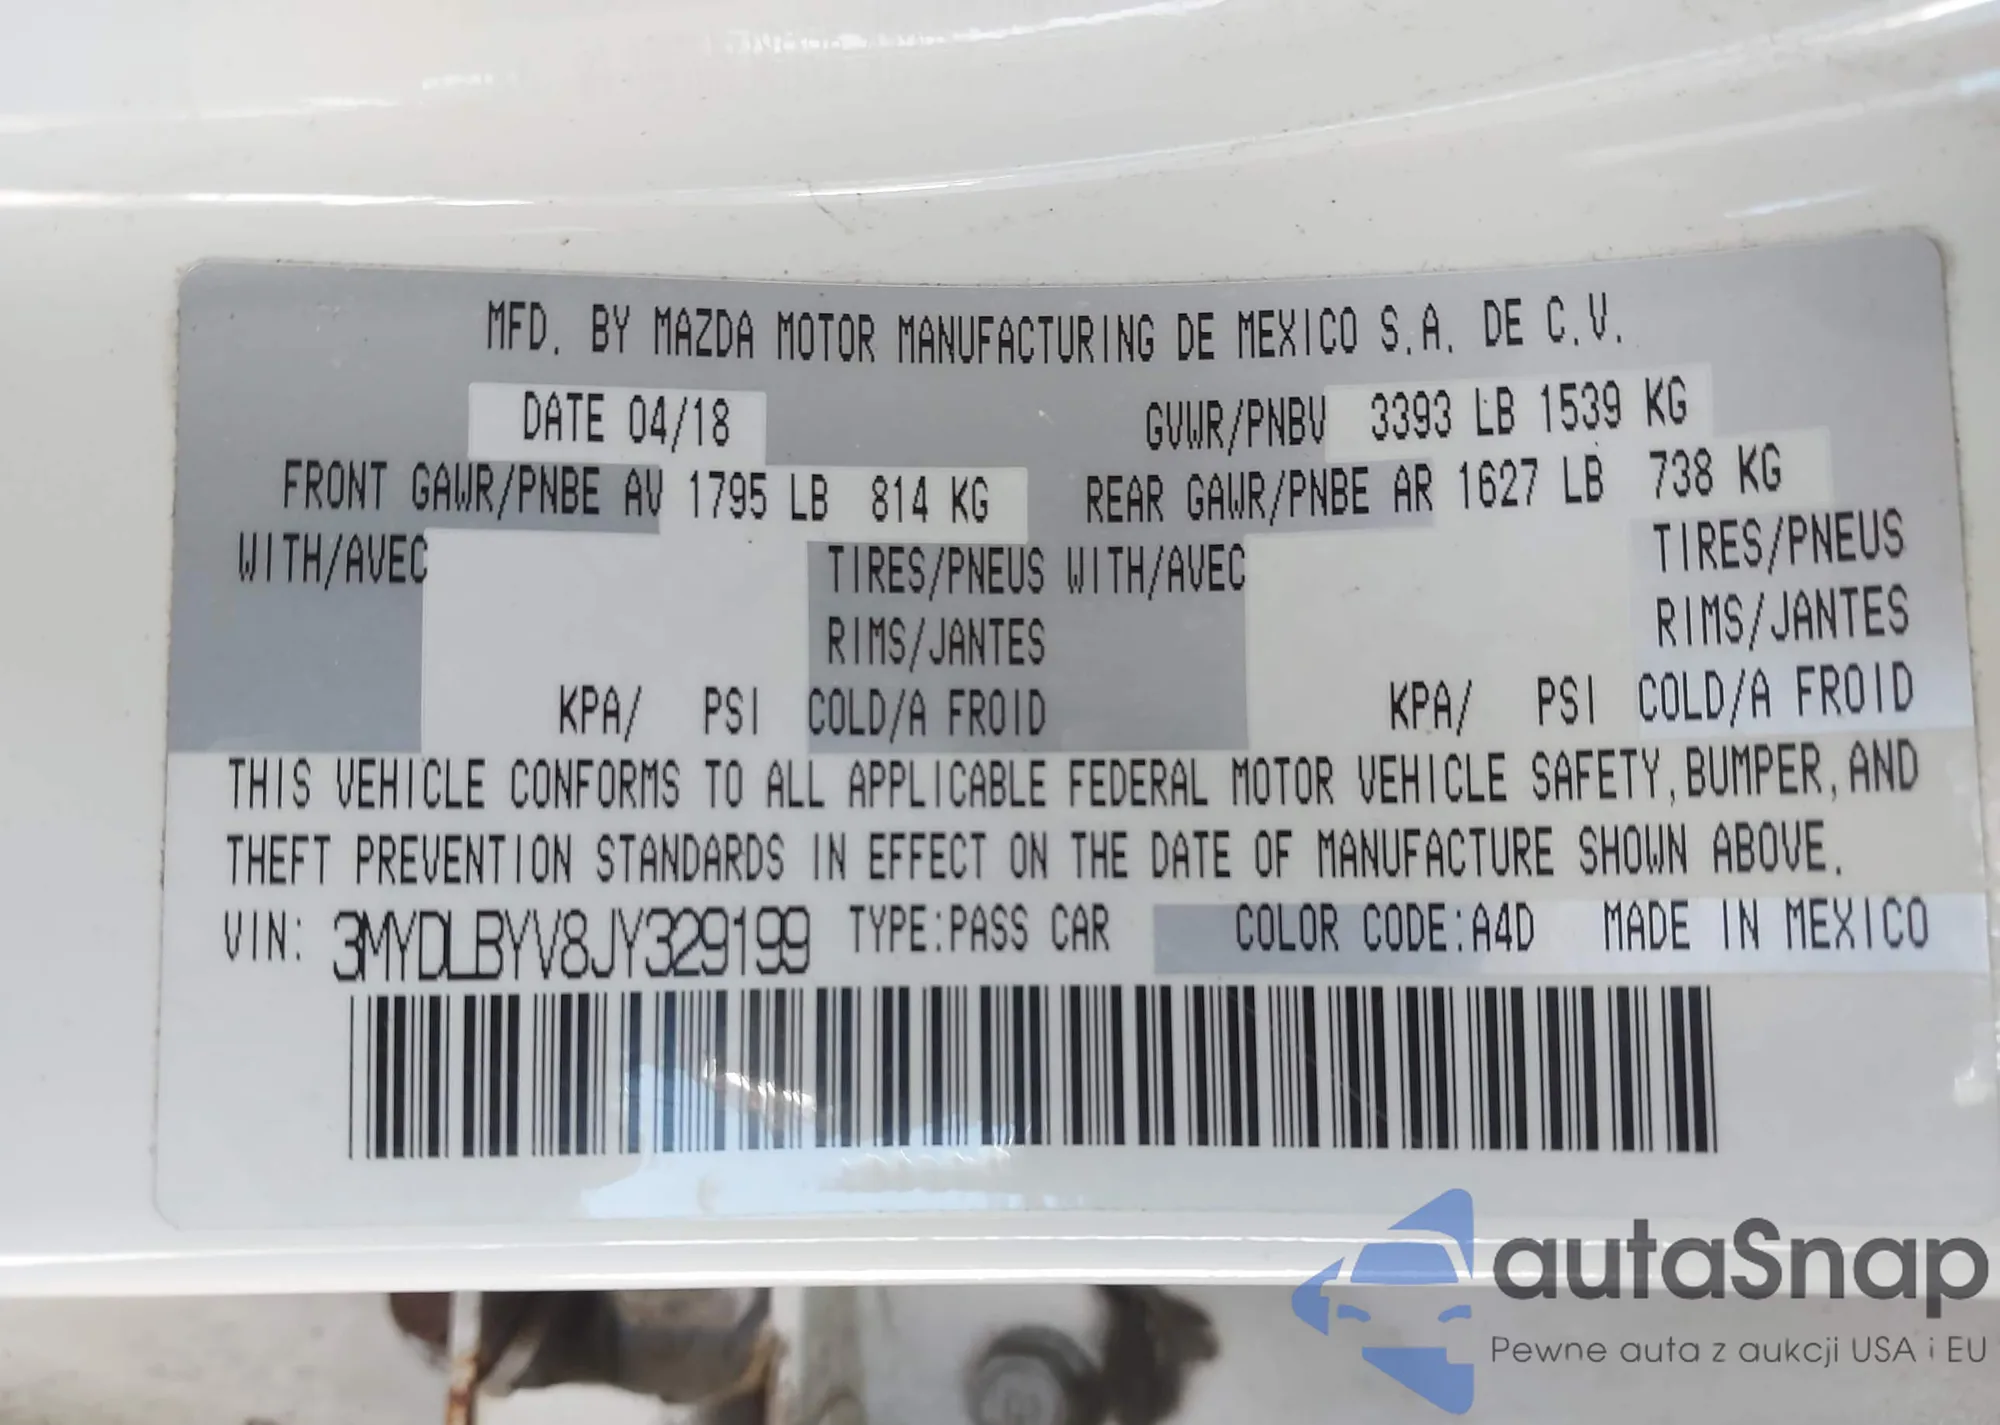 MFD. BY MAZDA MOTOR MANUFACTURING DE MEXICO S.A. DE C.V.
DATE 04/18 GVWR/PNBV 3393 LB 1539 KG
FRONT GAWR/PNBE AV 1795 LB 814 KG REAR GAWR/PNBE AR 1627 LB 738 KG
WITH/AVEC TIRES/PNEUS WITH/AVEC TIRES/PNEUS
RIMS/JANTES RIMS/JANTES
KPA/ PSI COLD/A FROID KPA/ PSI COLD/A FROID
THIS VEHICLE CONFORMS TO ALL APPLICABLE FEDERAL MOTOR VEHICLE SAFETY, BUMPER, AND
THEFT PREVENTION STANDARDS IN EFFECT ON THE DATE OF MANUFACTURE SHOWN ABOVE.
VIN: 3MYDLBYV8JY329199 TYPE:PASS CAR COLOR CODE:A4D MADE IN MEXICO
autaSnap
Pewne auta z aukcji USA i EU